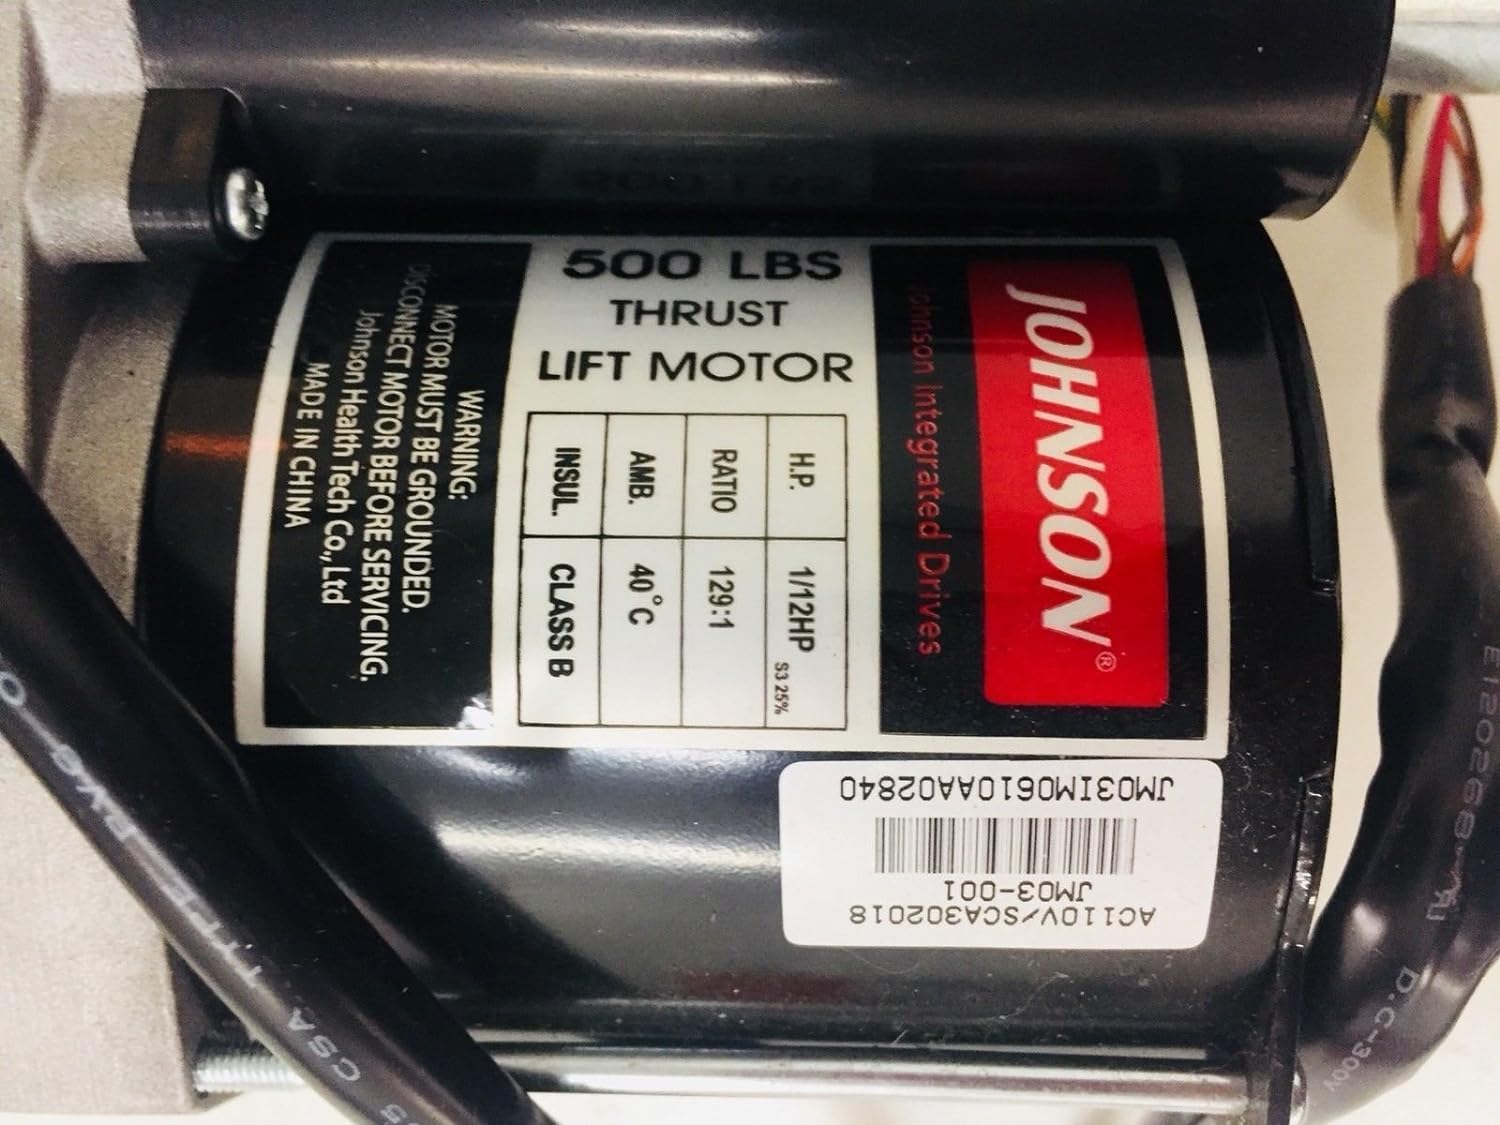 JOHNSON®
Johnson Integrated Drives
500 LBS
THRUST
LIFT MOTOR
H.P. 1/12HP S3 25%
RATIO 129:1
AMB. 40°C
INSUL. CLASS B
WARNING:
MOTOR MUST BE GROUNDED.
DISCONNECT MOTOR BEFORE SERVICING.
Johnson Health Tech Co., Ltd
MADE IN CHINA
AC110V/SCA302018
JM03-001
JM03IM0610AA02840
CSA